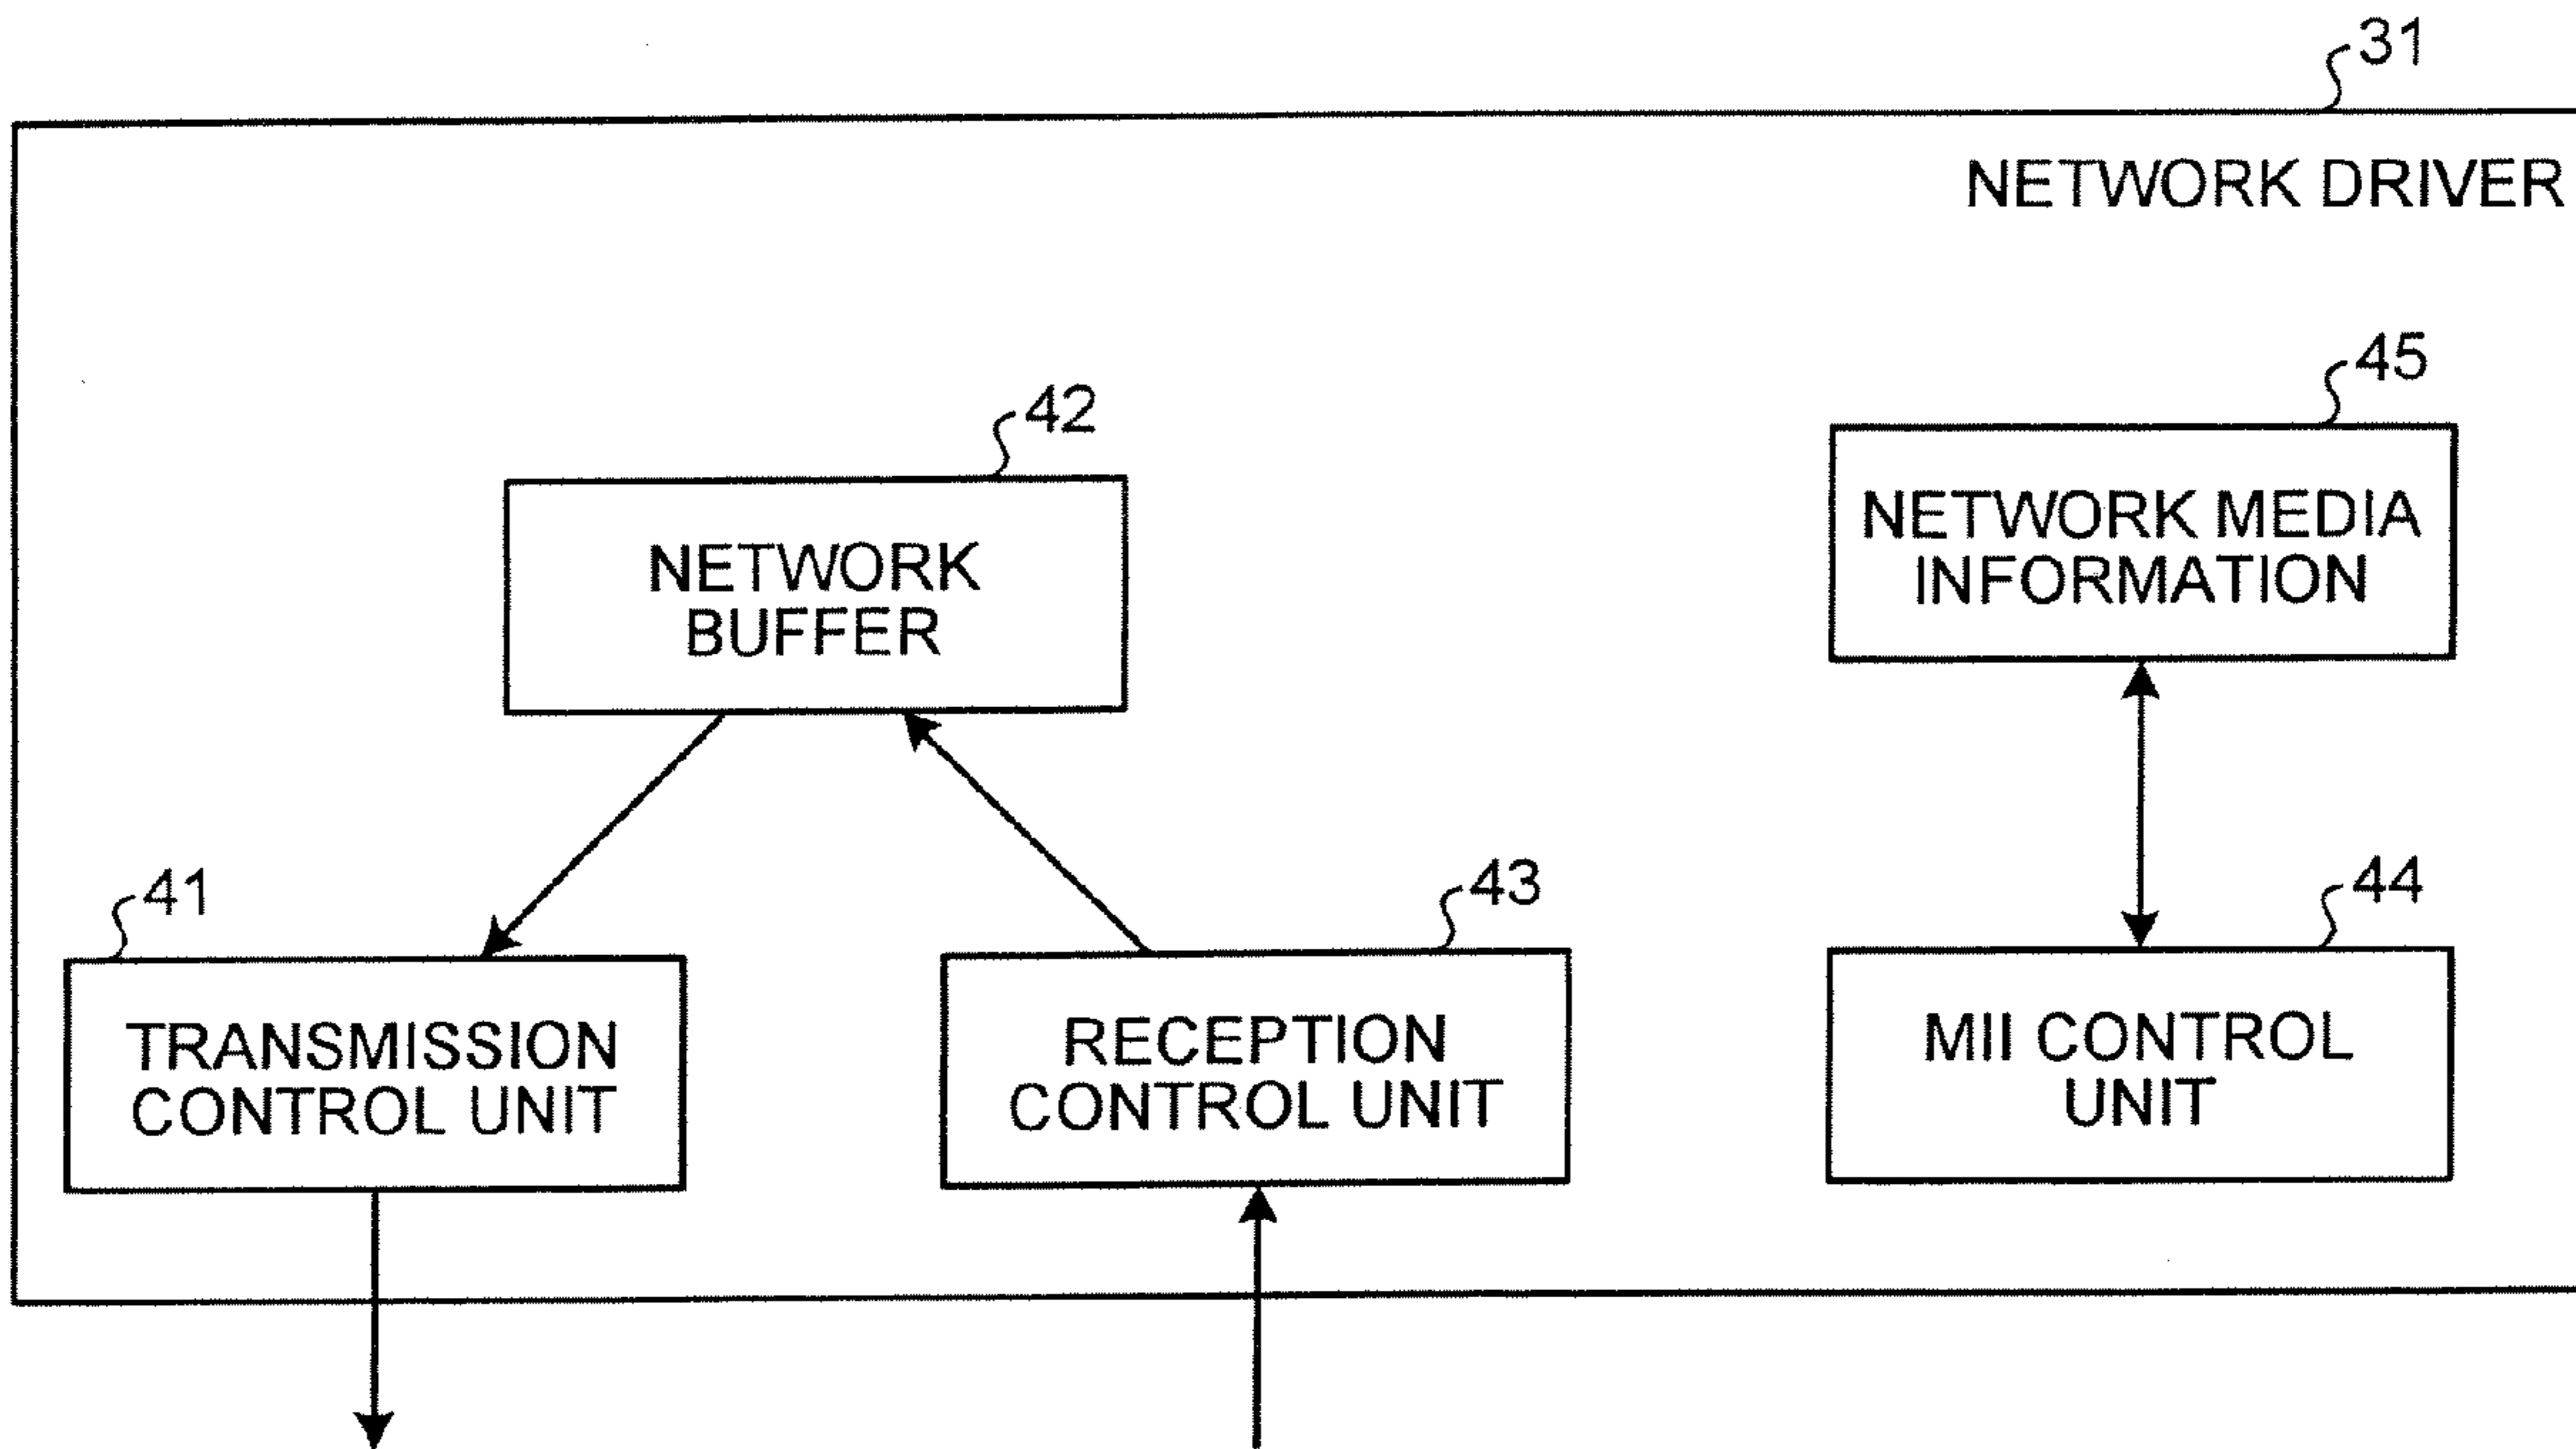 31
NETWORK DRIVER
45
42
NETWORK MEDIA
INFORMATION
NETWORK
BUFFER
41
43
44
TRANSMISSION
CONTROL UNIT
RECEPTION
CONTROL UNIT
MII CONTROL
UNIT